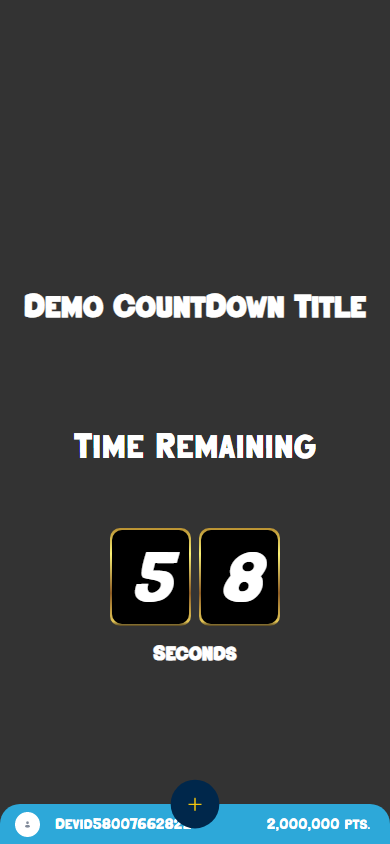 Demo CountDown Title
Time Remaining
5 8
Seconds
+
2,000,000 pts.